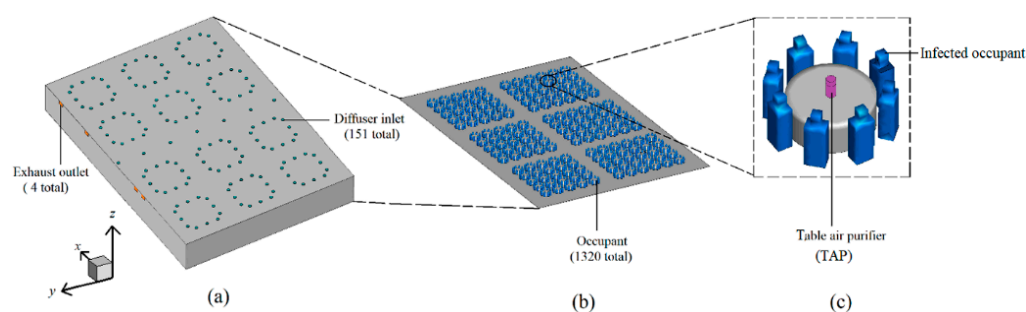 Diffuser inlet
(151 total)
Exhaust outlet
( 4 total)
z
x
y
(a)
Occupant
(1320 total)
(b)
Infected occupant
Table air purifier
(TAP)
(c)